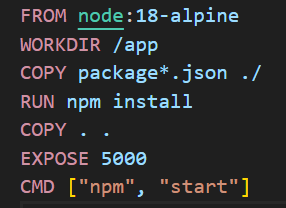 FROM node:18-alpine
WORKDIR /app
COPY package*.json ./
RUN npm install
COPY . .
EXPOSE 5000
CMD ["npm", "start"]